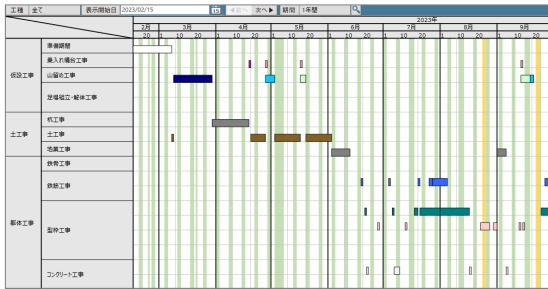 工種 全て 表示開始日 2023/02/15 15 ◀前へ 次へ▶ 期間 1年間
2023年
2月 3月 4月 5月 6月 7月 8月 9月
20 1 10 20 1 10 20 1 10 20 1 10 20 1 10 20 1 10 20 1 10 20
仮設工事
準備期間
乗入れ構台工事
山留め工事
足場組立・解体工事
土工事
杭工事
土工事
地業工事
躯体工事
鉄骨工事
鉄筋工事
型枠工事
コンクリート工事